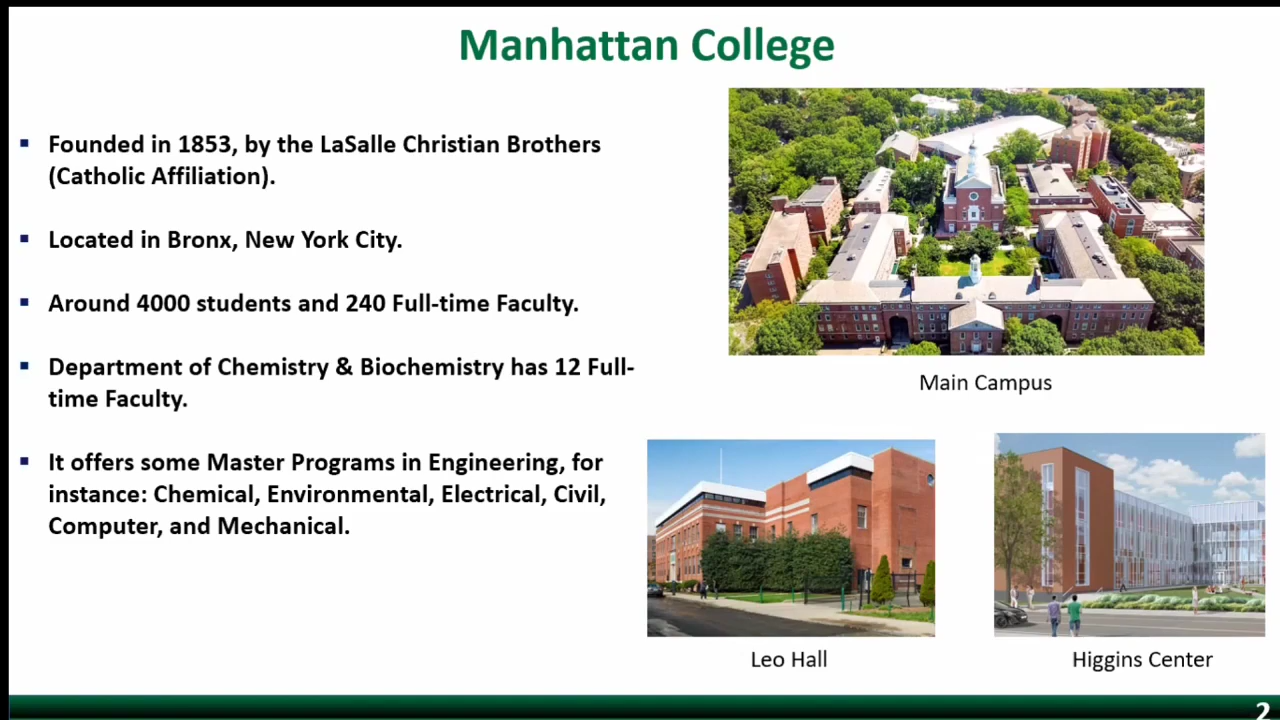 Manhattan College
▪ Founded in 1853, by the LaSalle Christian Brothers
(Catholic Affiliation).
▪ Located in Bronx, New York City.
▪ Around 4000 students and 240 Full-time Faculty.
▪ Department of Chemistry & Biochemistry has 12 Full-
time Faculty.
▪ It offers some Master Programs in Engineering, for
instance: Chemical, Environmental, Electrical, Civil,
Computer, and Mechanical.
Main Campus
Leo Hall
Higgins Center
2